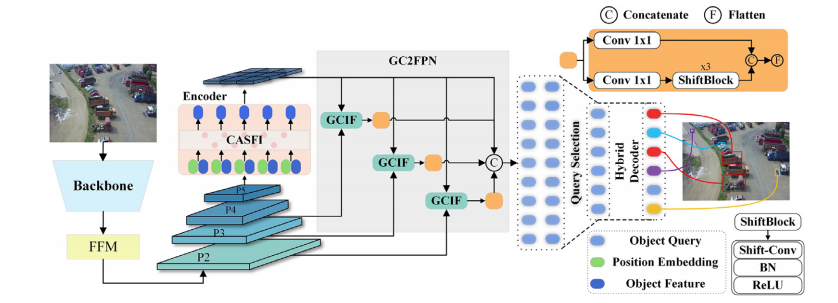 C Concatenate
F Flatten
Conv 1x1
x3
C
F
Conv 1x1
ShiftBlock
GC2FPN
Encoder
CASFI
GCIF
GCIF
C
GCIF
Backbone
FFM
P5
P4
P3
P2
Query Selection
Hybrid
Decoder
Object Query
Position Embedding
Object Feature
ShiftBlock
Shift-Conv
BN
ReLU